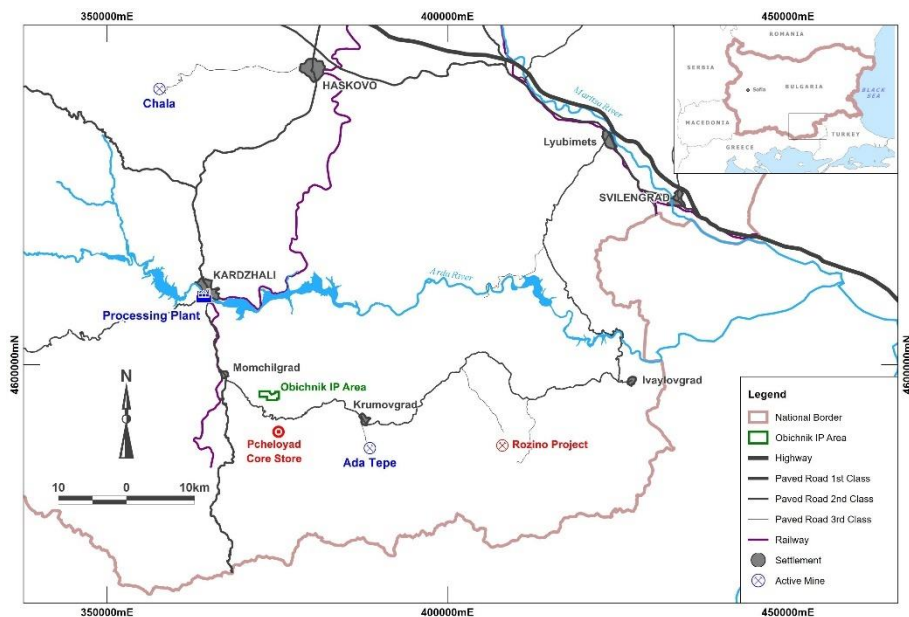 350000mE
400000mE
450000mE
ROMANIA
SERBIA
Sofia
BULGARIA
BLACK
SEA
MACEDONIA
GREECE
TURKEY
HASKOVO
Chala
Maritsa River
Lyubimets
SVILENGRAD
KARDZHALI
Arda River
Processing Plant
4600000mN
4600000mN
Momchilgrad
Obichnik IP Area
Ivaylovgrad
N
Krumovgrad
Pcheloyad
Core Store
Ada Tepe
Rozino Project
10
0
10km
Legend
National Border
Obichnik IP Area
Highway
Paved Road 1st Class
Paved Road 2nd Class
Paved Road 3rd Class
Railway
Settlement
Active Mine
350000mE
400000mE
450000mE